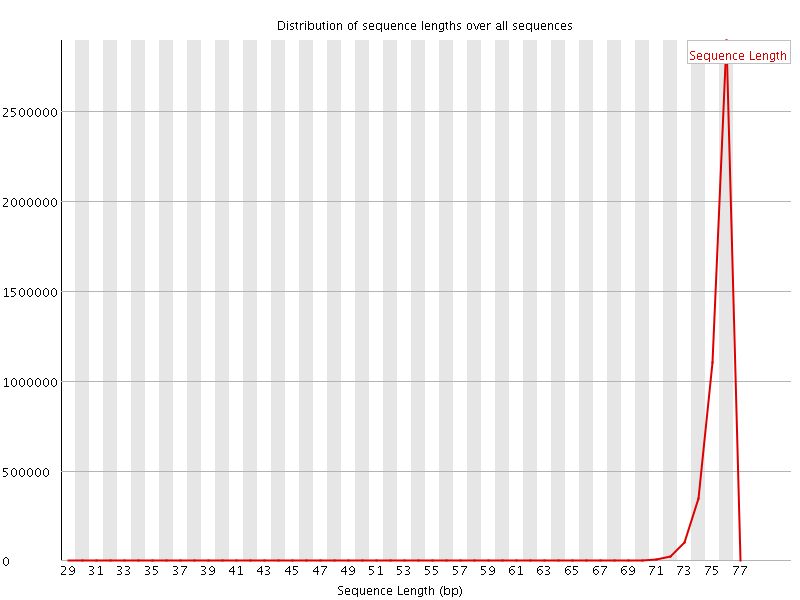 Distribution of sequence lengths over all sequences
Sequence Length
2500000
2000000
1500000
1000000
500000
0
29 31 33 35 37 39 41 43 45 47 49 51 53 55 57 59 61 63 65 67 69 71 73 75 77
Sequence Length (bp)